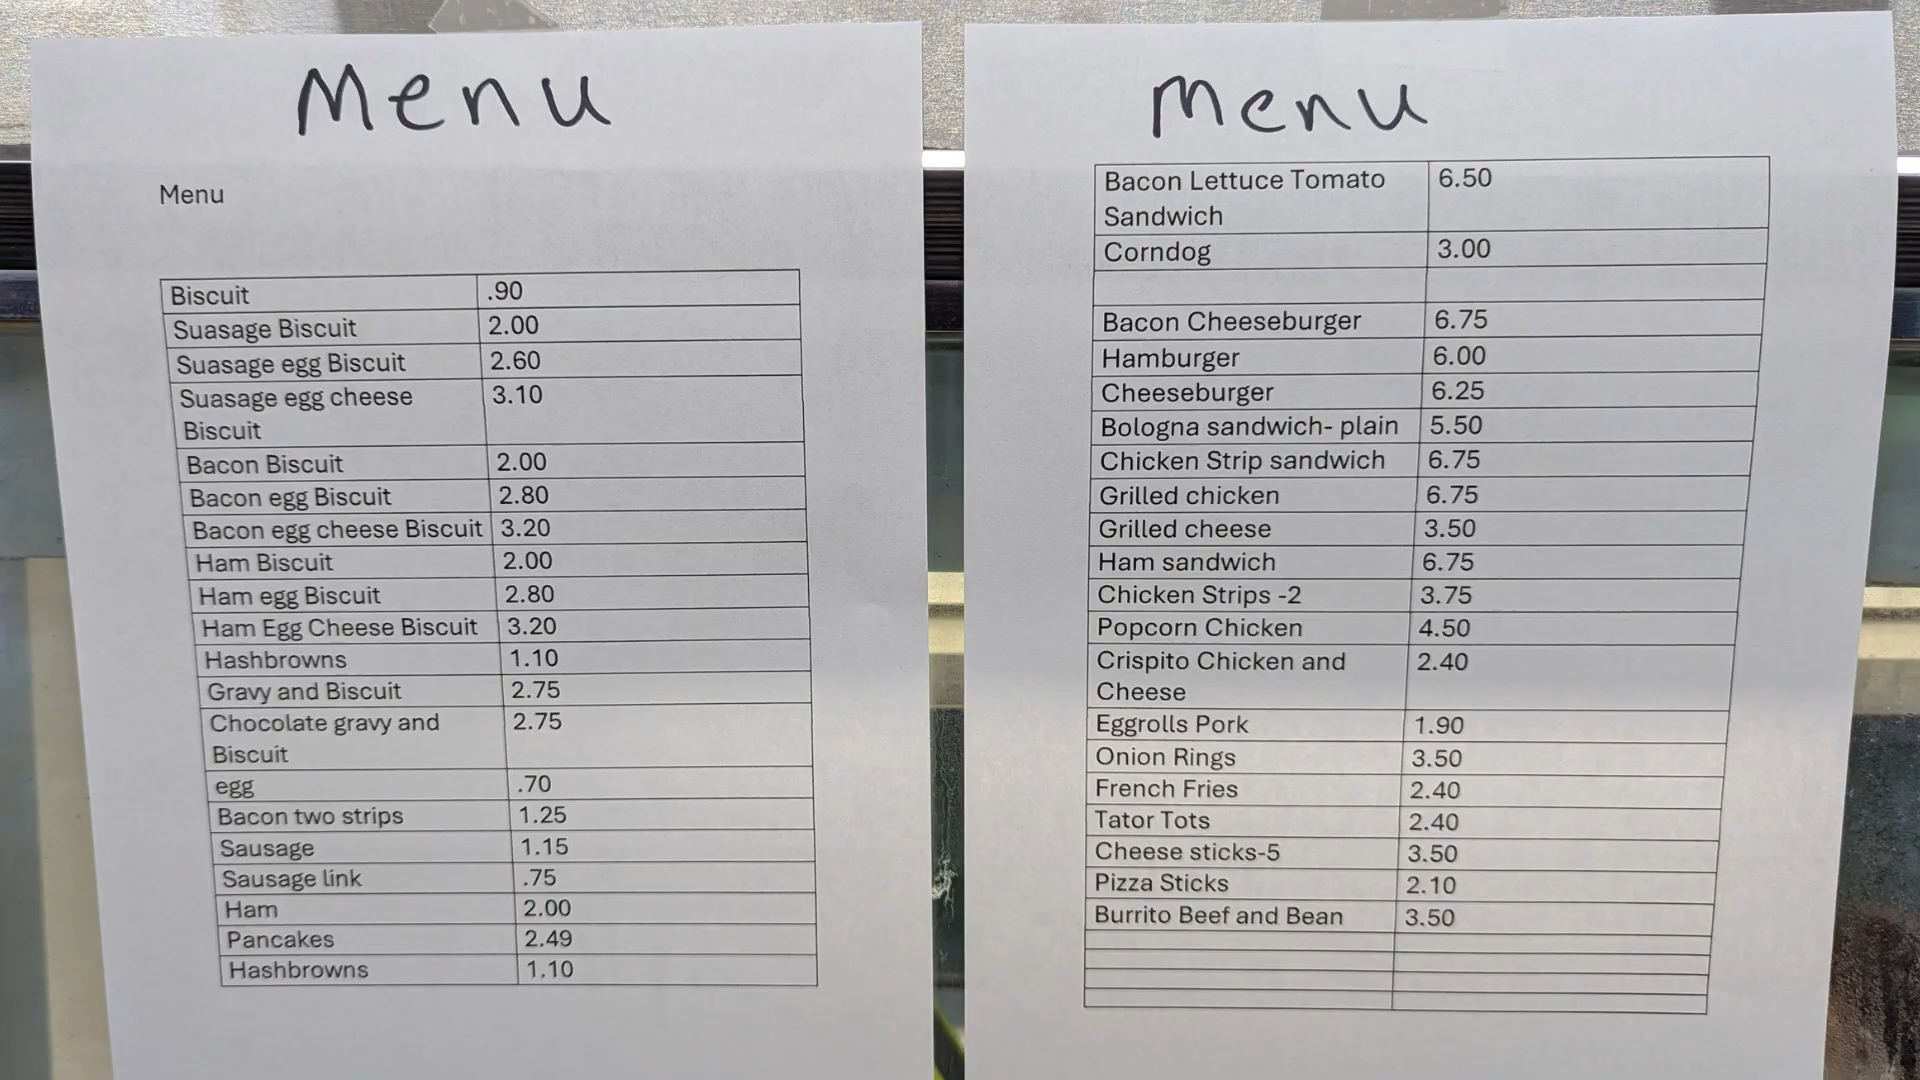 Menu
Menu
Biscuit .90
Suasage Biscuit 2.00
Suasage egg Biscuit 2.60
Suasage egg cheese 3.10
Biscuit
Bacon Biscuit 2.00
Bacon egg Biscuit 2.80
Bacon egg cheese Biscuit 3.20
Ham Biscuit 2.00
Ham egg Biscuit 2.80
Ham Egg Cheese Biscuit 3.20
Hashbrowns 1.10
Gravy and Biscuit 2.75
Chocolate gravy and 2.75
Biscuit
egg .70
Bacon two strips 1.25
Sausage 1.15
Sausage link .75
Ham 2.00
Pancakes 2.49
Hashbrowns 1.10
Menu
Bacon Lettuce Tomato 6.50
Sandwich
Corndog 3.00
Bacon Cheeseburger 6.75
Hamburger 6.00
Cheeseburger 6.25
Bologna sandwich- plain 5.50
Chicken Strip sandwich 6.75
Grilled chicken 6.75
Grilled cheese 3.50
Ham sandwich 6.75
Chicken Strips -2 3.75
Popcorn Chicken 4.50
Crispito Chicken and 2.40
Cheese
Eggrolls Pork 1.90
Onion Rings 3.50
French Fries 2.40
Tator Tots 2.40
Cheese sticks-5 3.50
Pizza Sticks 2.10
Burrito Beef and Bean 3.50